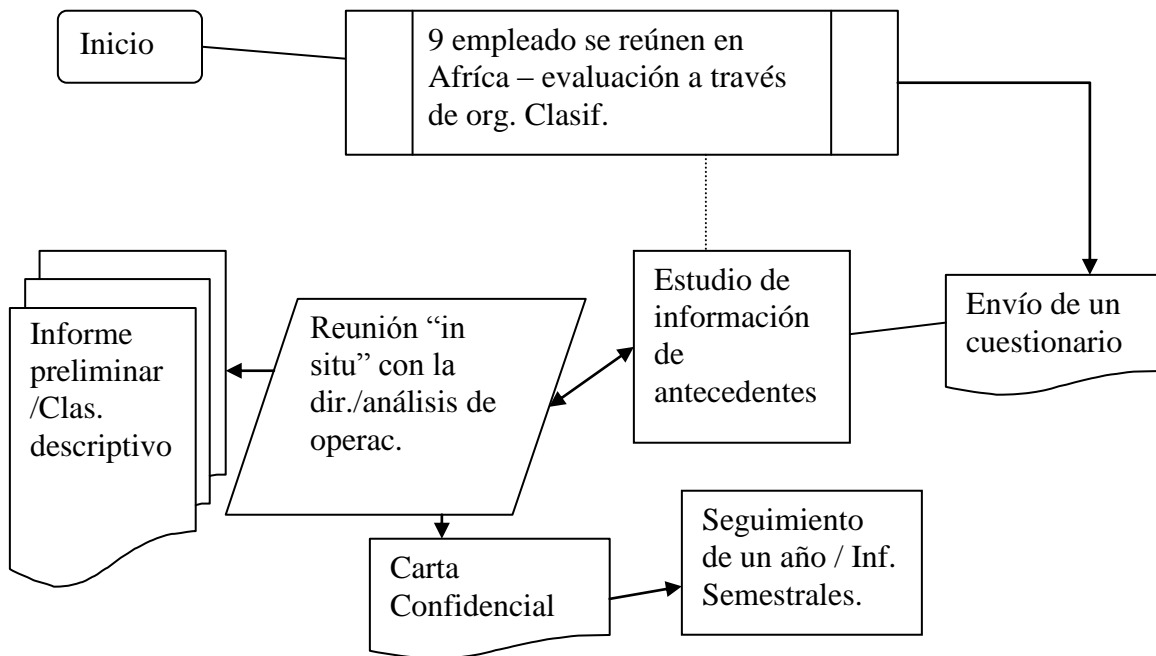 Inicio
9 empleado se reúnen en
Afríca – evaluación a través
de org. Clasif.
Envío de un
cuestionario
Estudio de
información
de
antecedentes
Reunión “in
situ” con la
dir./análisis de
operac.
Informe
preliminar
/Clas.
descriptivo
Carta
Confidencial
Seguimiento
de un año / Inf.
Semestrales.